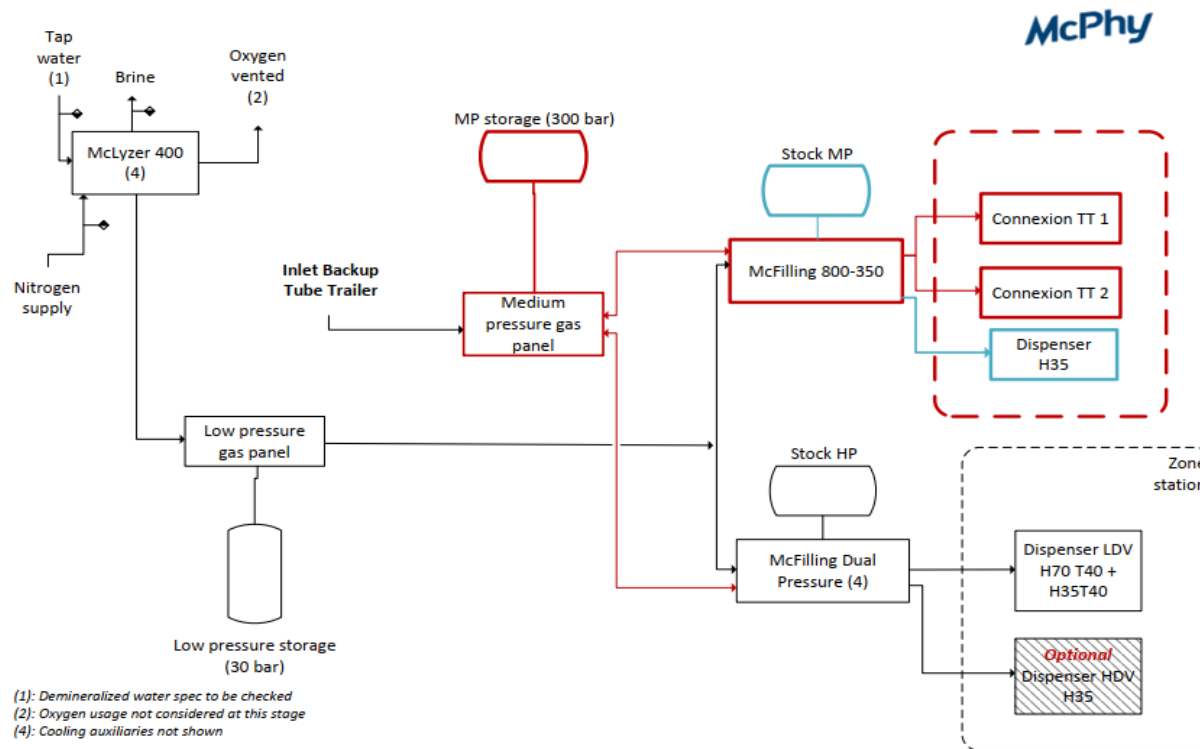 McPhy
Tap
water
(1)
Brine
Oxygen
vented
(2)
McLyzer 400
(4)
Nitrogen
supply
MP storage (300 bar)
Inlet Backup
Tube Trailer
Medium
pressure gas
panel
Stock MP
McFilling 800-350
Connexion TT 1
Connexion TT 2
Dispenser
H35
Low pressure
gas panel
Low pressure storage
(30 bar)
Stock HP
McFilling Dual
Pressure (4)
Zone
station
Dispenser LDV
H70 T40 +
H35T40
Optional
Dispenser HDV
H35
(1): Demineralized water spec to be checked
(2): Oxygen usage not considered at this stage
(4): Cooling auxiliaries not shown